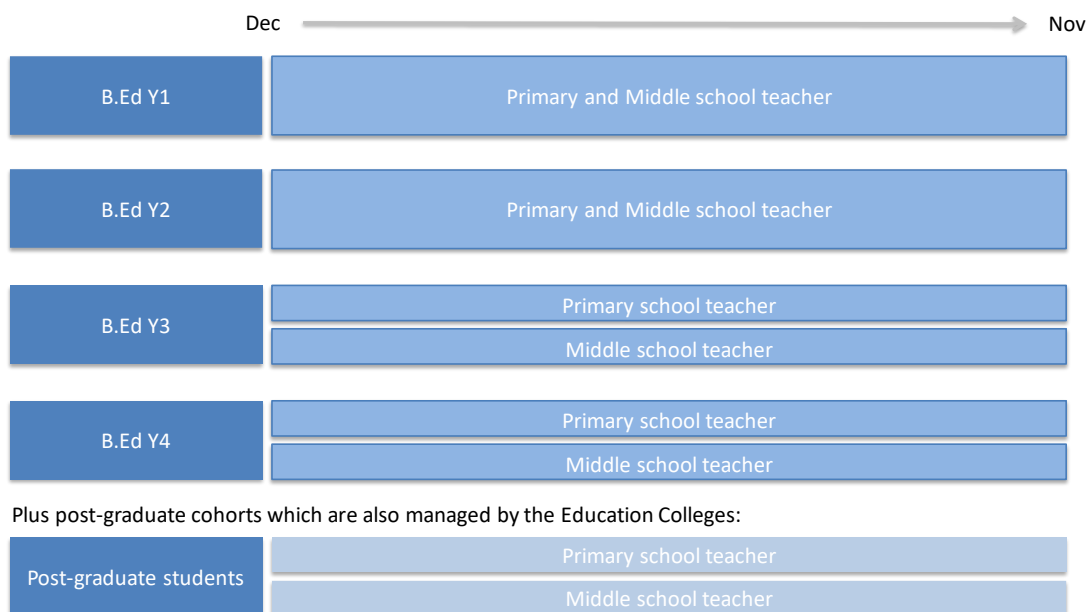 Dec
Nov
B.Ed Y1
Primary and Middle school teacher
B.Ed Y2
Primary and Middle school teacher
B.Ed Y3
Primary school teacher
Middle school teacher
B.Ed Y4
Primary school teacher
Middle school teacher
Plus post-graduate cohorts which are also managed by the Education Colleges:
Post-graduate students
Primary school teacher
Middle school teacher